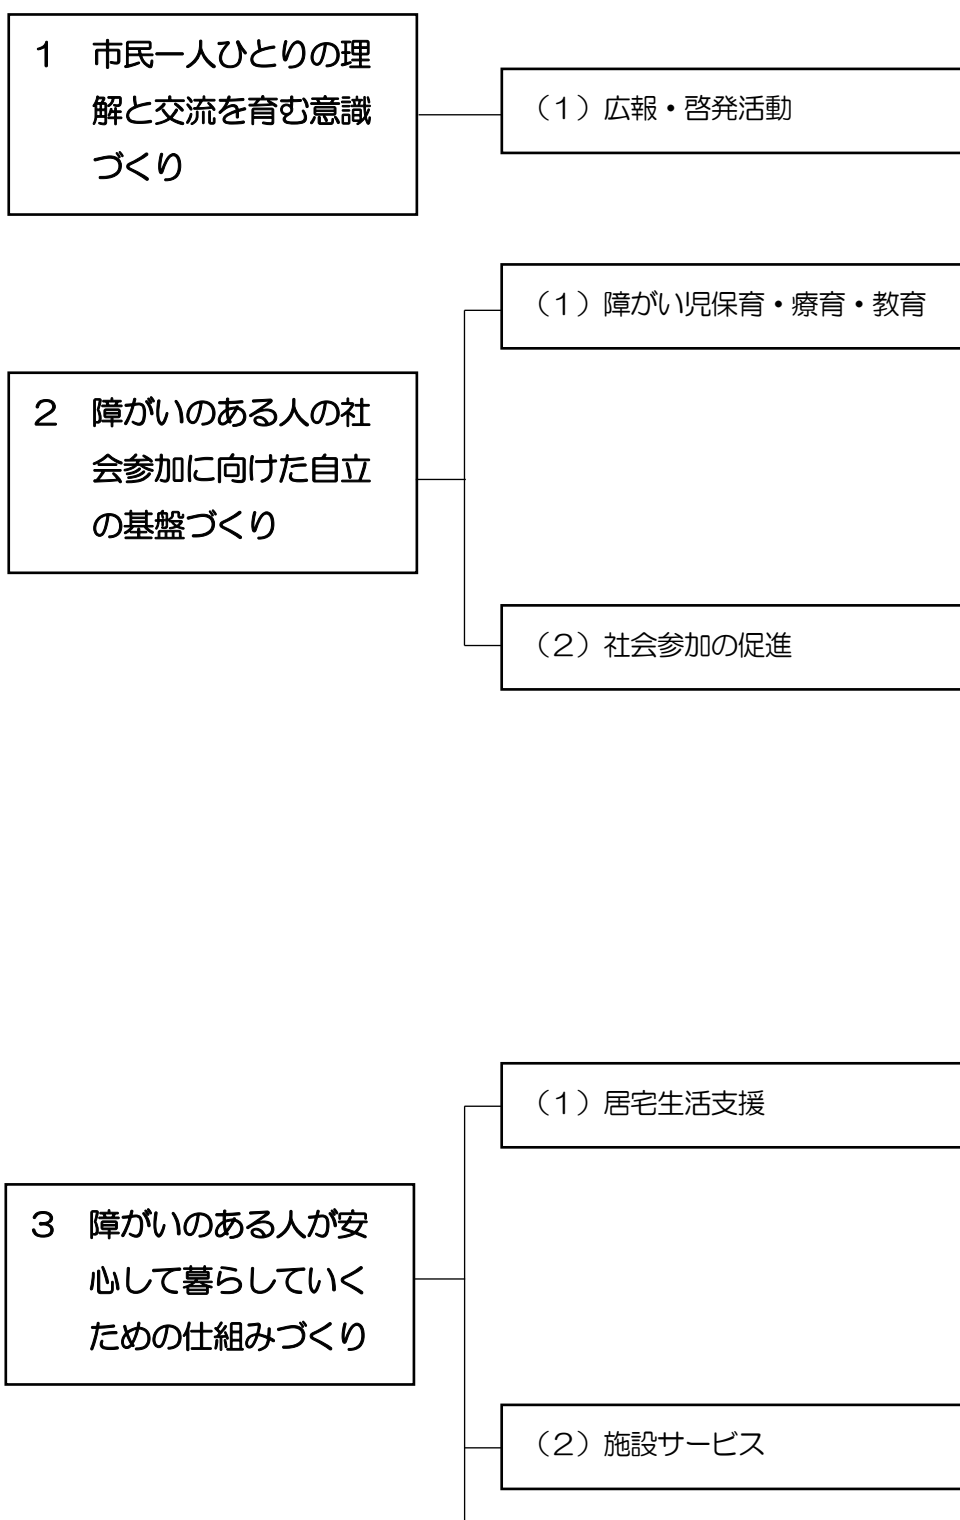 １　市民一人ひとりの理
解と交流を育む意識
づくり
（１）広報・啓発活動
（１）障がい児保育・療育・教育
２　障がいのある人の社
会参加に向けた自立
の基盤づくり
（２）社会参加の促進
（１）居宅生活支援
３　障がいのある人が安
心して暮らしていく
ための仕組みづくり
（２）施設サービス